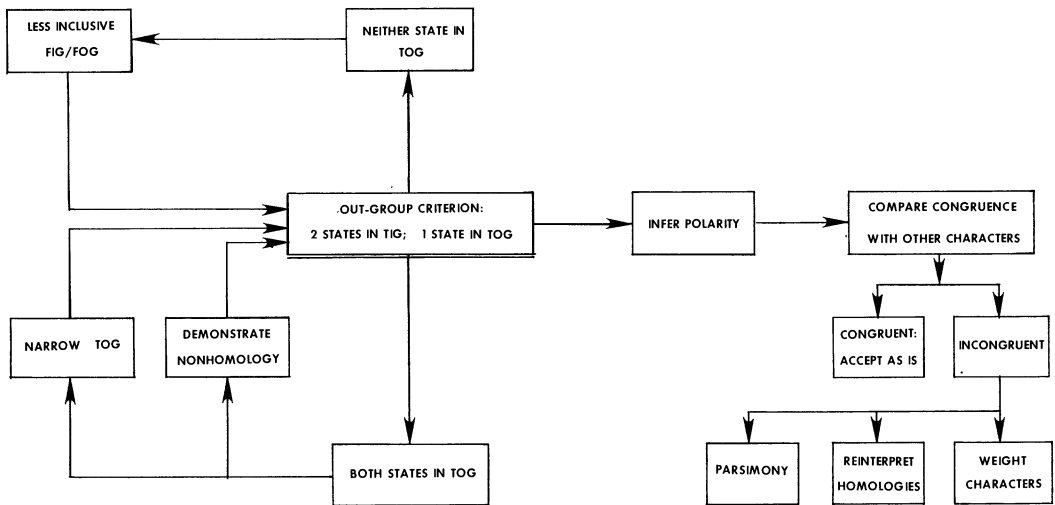 LESS INCLUSIVE
FIG/FOG
NEITHER STATE IN
TOG
OUT-GROUP CRITERION:
2 STATES IN TIG; 1 STATE IN TOG
INFER POLARITY
COMPARE CONGRUENCE
WITH OTHER CHARACTERS
NARROW TOG
DEMONSTRATE
NONHOMOLOGY
CONGRUENT:
ACCEPT AS IS
INCONGRUENT
BOTH STATES IN TOG
PARSIMONY
REINTERPRET
HOMOLOGIES
WEIGHT
CHARACTERS